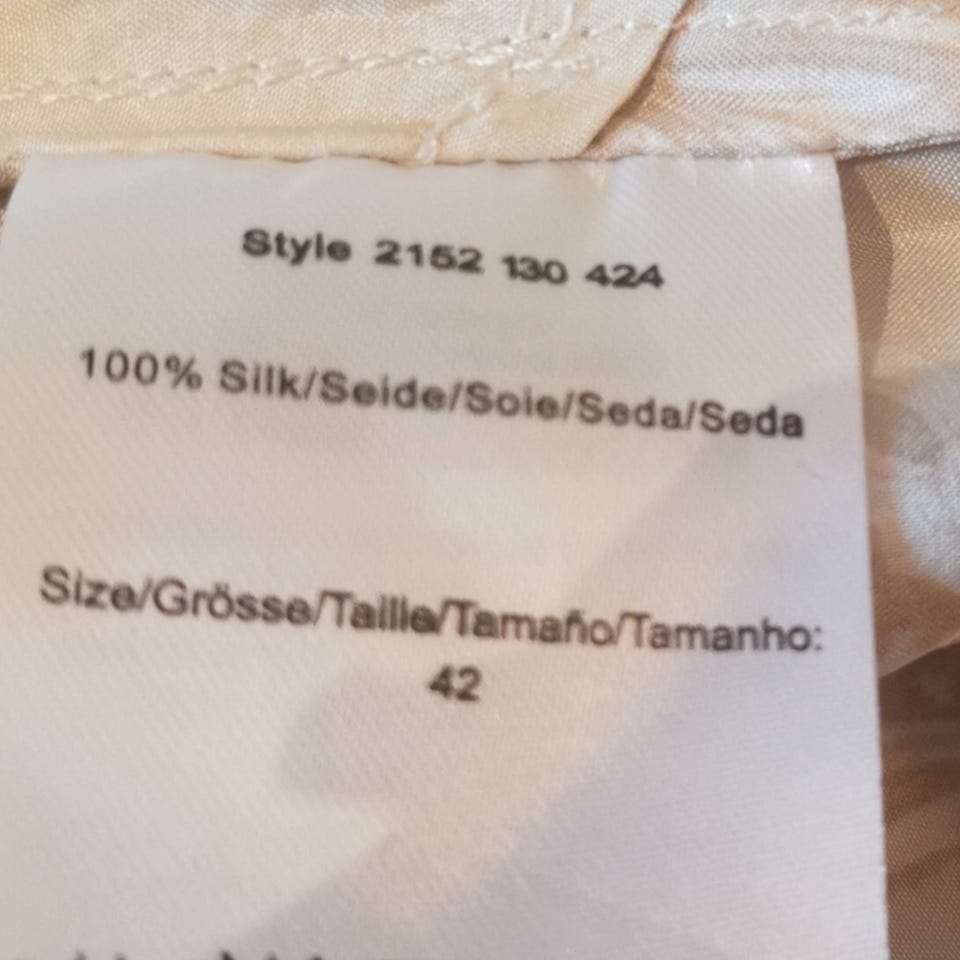 Style 2152 130 424
100% Silk/Seide/Soie/Seda/Seda
Size/Grösse/Taille/Tamaño/Tamanho:
42